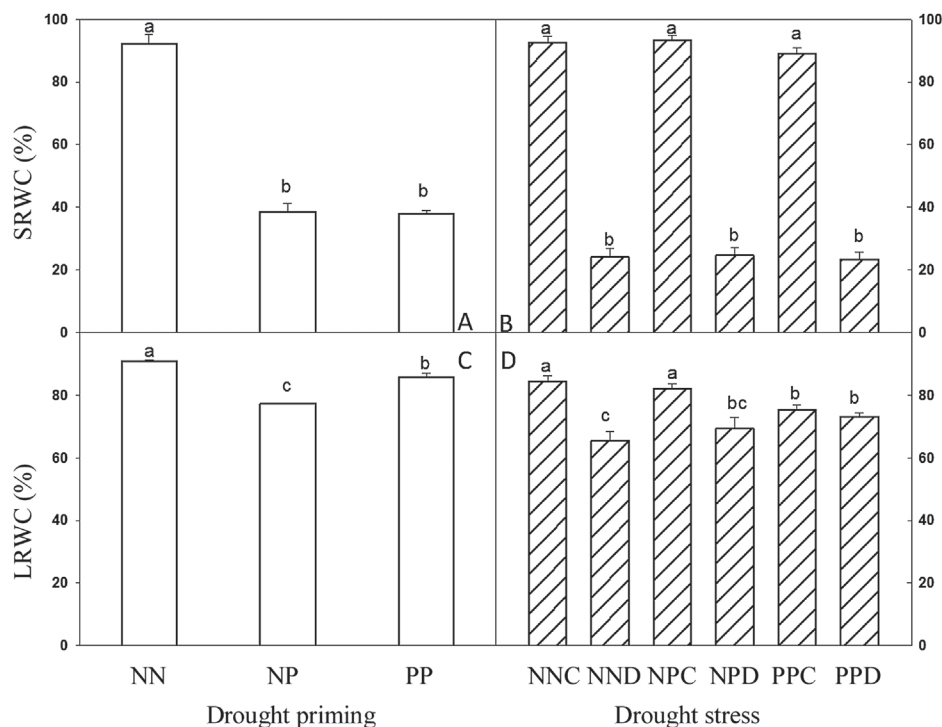 100
80
60
40
20
0
SRWC (%)
a
b
b
A
a
b
a
b
a
b
B
100
80
60
40
20
0
80
60
40
20
0
LRWC (%)
a
c
b
C
D
a
c
a
bc
b
b
80
60
40
20
0
NN NP PP NNC NND NPC NPD PPC PPD
Drought priming Drought stress